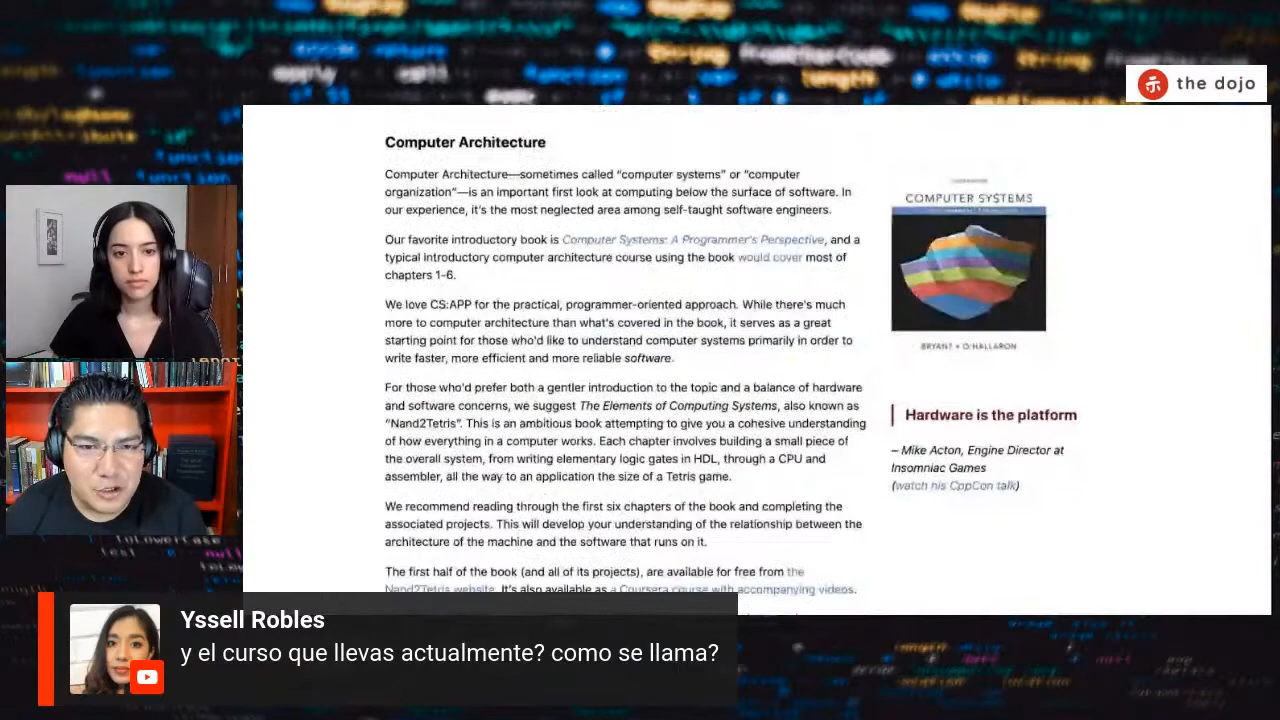 the dojo
Computer Architecture
Computer Architecture—sometimes called “computer systems” or “computer
organization”—is an important first look at computing below the surface of software. In
our experience, it's the most neglected area among self-taught software engineers.
Our favorite introductory book is Computer Systems: A Programmer's Perspective, and a
typical introductory computer architecture course using the book would cover most of
chapters 1-6.
We love CS:APP for the practical, programmer-oriented approach. While there's much
more to computer architecture than what's covered in the book, it serves as a great
starting point for those who'd like to understand computer systems primarily in order to
write faster, more efficient and more reliable software.
For those who'd prefer both a gentler introduction to the topic and a balance of hardware
and software concerns, we suggest The Elements of Computing Systems, also known as
“Nand2Tetris”. This is an ambitious book attempting to give you a cohesive understanding
of how everything in a computer works. Each chapter involves building a small piece of
the overall system, from writing elementary logic gates in HDL, through a CPU and
assembler, all the way to an application the size of a Tetris game.
We recommend reading through the first six chapters of the book and completing the
associated projects. This will develop your understanding of the relationship between the
architecture of the machine and the software that runs on it.
The first half of the book (and all of its projects), are available for free from the
Nand2Tetris website. It's also available as a Coursera course with accompanying videos.
COMPUTER SYSTEMS
BRYANT • O'HALLARON
Hardware is the platform
– Mike Acton, Engine Director at
Insomniac Games
(watch his CppCon talk)
Yssell Robles
y el curso que llevas actualmente? como se llama?